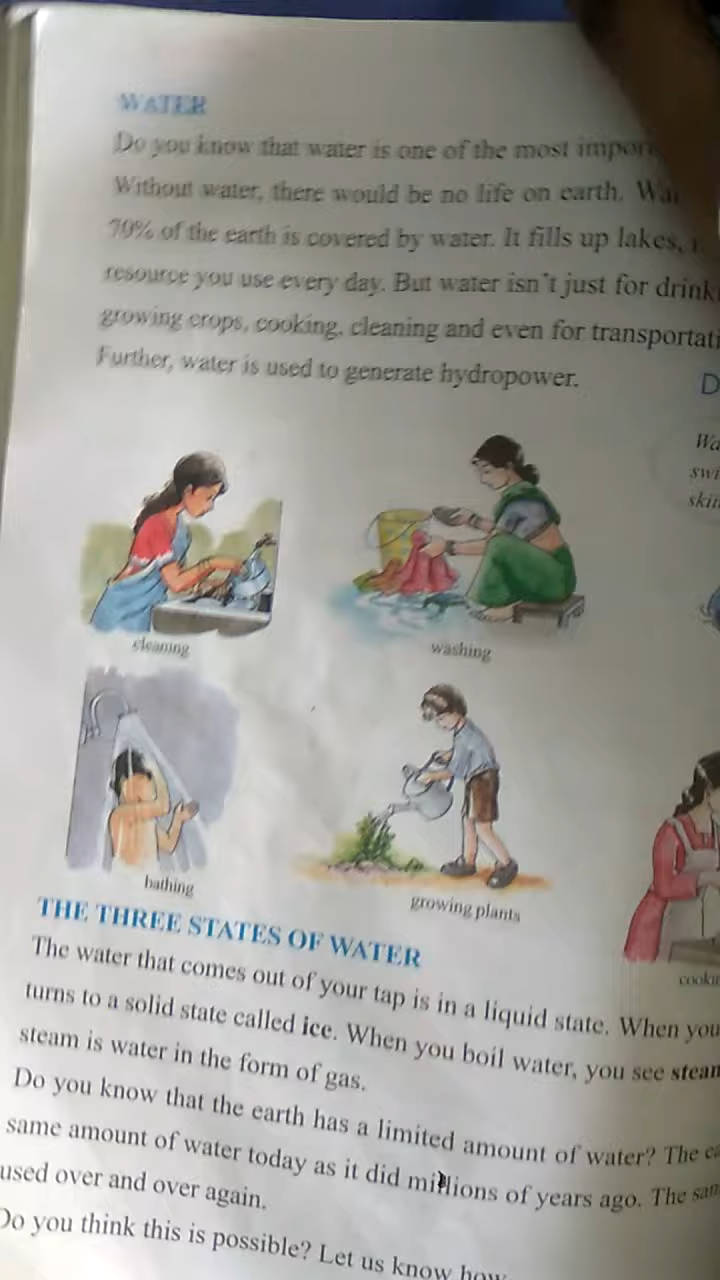 WATER
Do you know that water is one of the most impor
Without water, there would be no life on earth. Wa
70% of the earth is covered by water. It fills up lakes,
resource you use every day. But water isn't just for drink
growing crops, cooking, cleaning and even for transportati
Further, water is used to generate hydropower.
D
Wa
swi
skin
cleaning
washing
bathing
growing plants
cooki
THE THREE STATES OF WATER
The water that comes out of your tap is in a liquid state. When you
turns to a solid state called ice. When you boil water, you see steam
steam is water in the form of gas.
Do you know that the earth has a limited amount of water? The ea
same amount of water today as it did millions of years ago. The sam
used over and over again.
Do you think this is possible? Let us know how